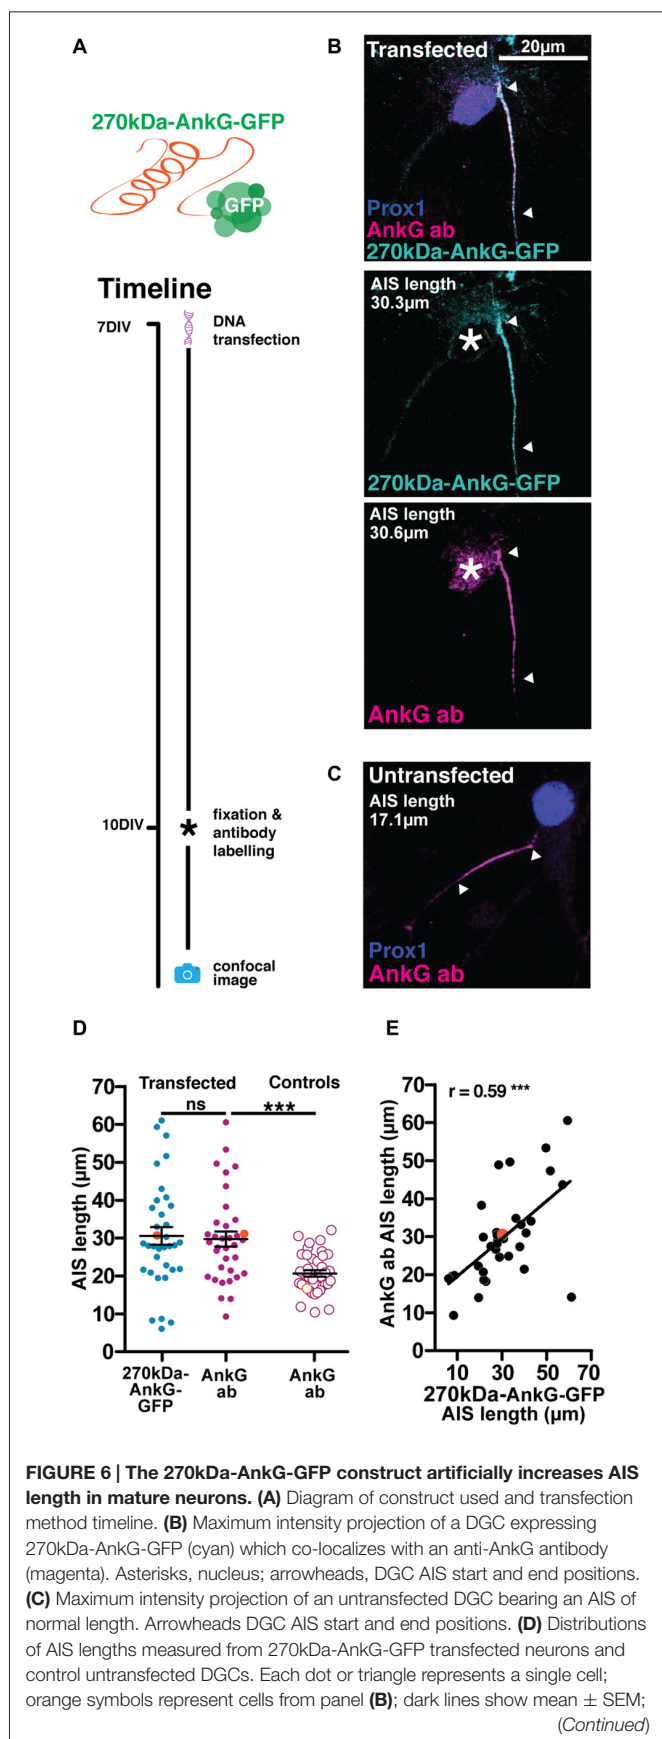 A
270kDa-AnkG-GFP
GFP
Timeline
7DIV
DNA
transfection
10DIV
fixation &
antibody
labelling
confocal
image
B
Transfected
20µm
Prox1
AnkG ab
270kDa-AnkG-GFP
AIS length
30.3µm
270kDa-AnkG-GFP
AIS length
30.6µm
AnkG ab
C
Untransfected
AIS length
17.1µm
Prox1
AnkG ab
D
Transfected
Controls
ns
***
AIS length (µm)
70
60
50
40
30
20
10
0
270kDa-
AnkG-
GFP
AnkG
ab
AnkG
ab
E
r = 0.59 ***
AnkG ab AIS length (µm)
70
60
50
40
30
20
10
0
10 30 50 70
270kDa-AnkG-GFP
AIS length (µm)
FIGURE 6 | The 270kDa-AnkG-GFP construct artificially increases AIS
length in mature neurons. (A) Diagram of construct used and transfection
method timeline. (B) Maximum intensity projection of a DGC expressing
270kDa-AnkG-GFP (cyan) which co-localizes with an anti-AnkG antibody
(magenta). Asterisks, nucleus; arrowheads, DGC AIS start and end positions.
(C) Maximum intensity projection of an untransfected DGC bearing an AIS of
normal length. Arrowheads DGC AIS start and end positions. (D) Distributions
of AIS lengths measured from 270kDa-AnkG-GFP transfected neurons and
control untransfected DGCs. Each dot or triangle represents a single cell;
orange symbols represent cells from panel (B); dark lines show mean ± SEM;
(Continued)